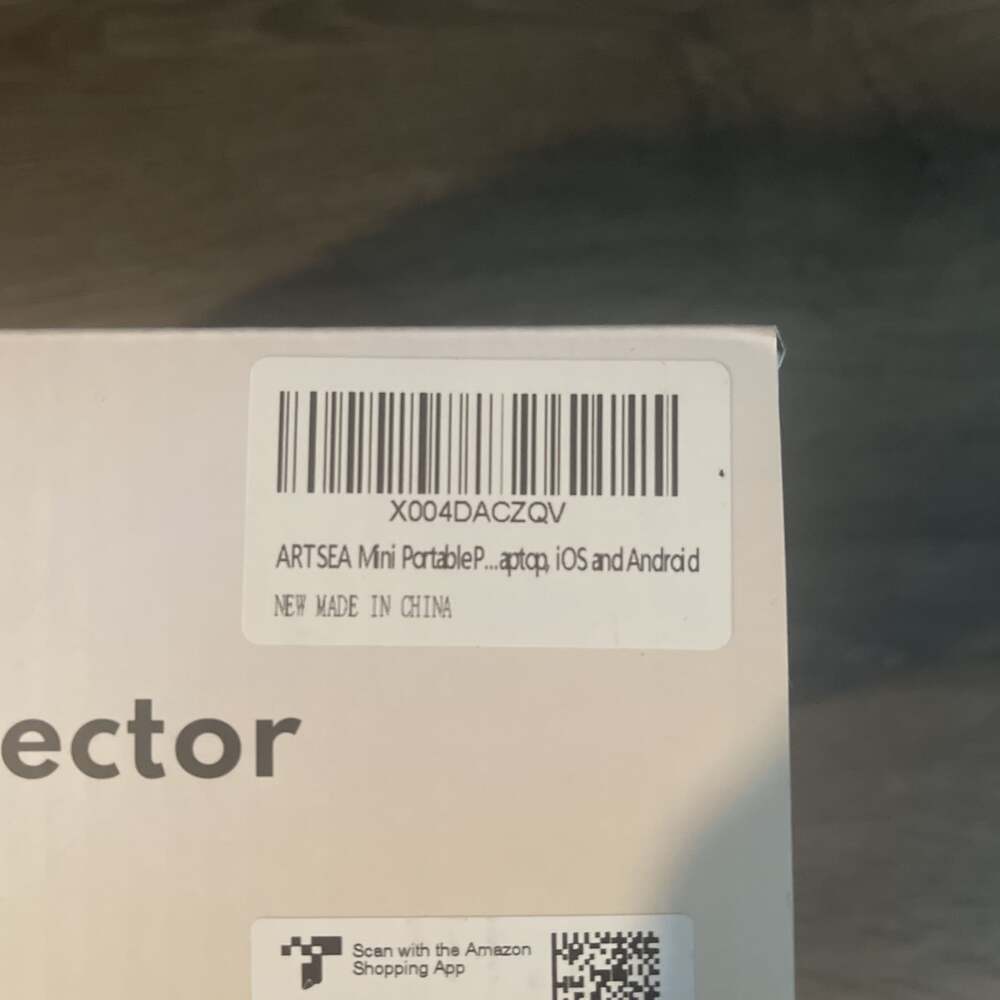 X004DACZQV
ARTSEA Mini Portable P...aptop, iOS and Android
NEW MADE IN CHINA
ector
Scan with the Amazon
Shopping App